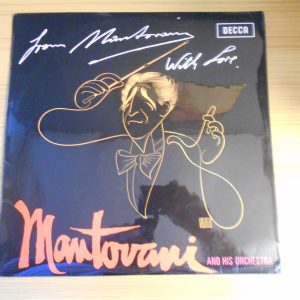 DECCA
from Mantovani
With Love.
Mantovani
AND HIS ORCHESTRA